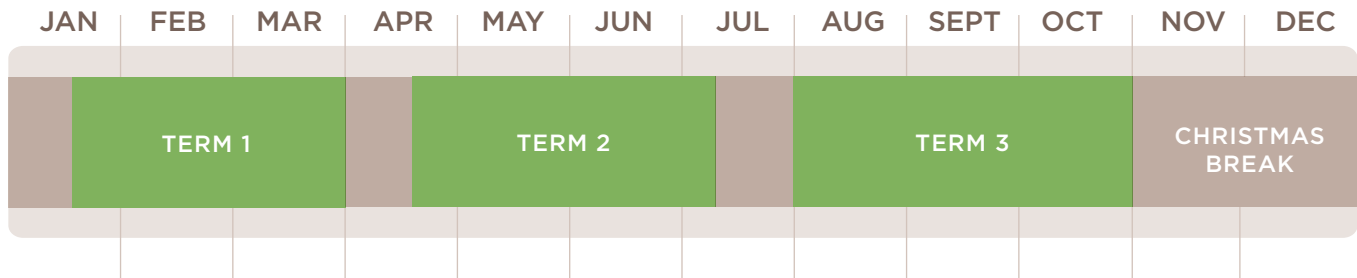 JAN FEB MAR APR MAY JUN JUL AUG SEPT OCT NOV DEC
TERM 1 TERM 2 TERM 3 CHRISTMAS
BREAK